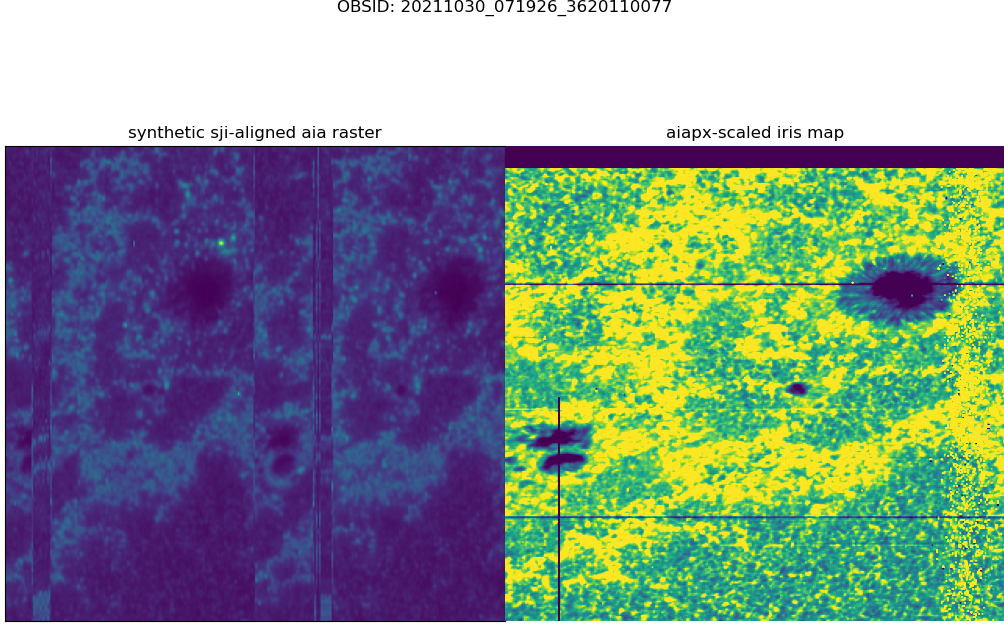 OBSID: 20211030_071926_3620110077
synthetic sji-aligned aia raster
aiapx-scaled iris map